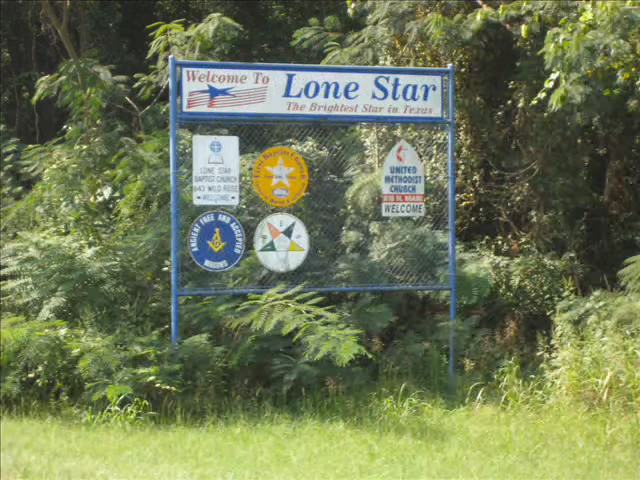 Welcome To
Lone Star
The Brightest Star in Texas
LONE STAR
BAPTIST CHURCH
WILD ROSE
WELCOME
UNITED
METHODIST
CHURCH
WELCOME
ANCIENT FREE AND ACCEPTED
MASONS